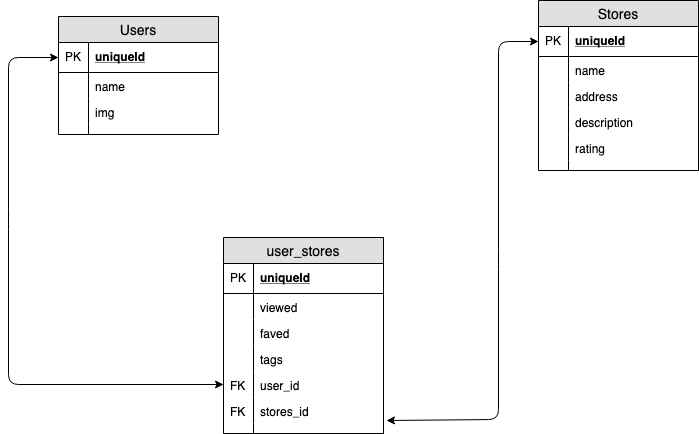 Users
PK uniqueId
name
img
Stores
PK uniqueId
name
address
description
rating
user_stores
PK uniqueId
viewed
faved
tags
FK user_id
FK stores_id